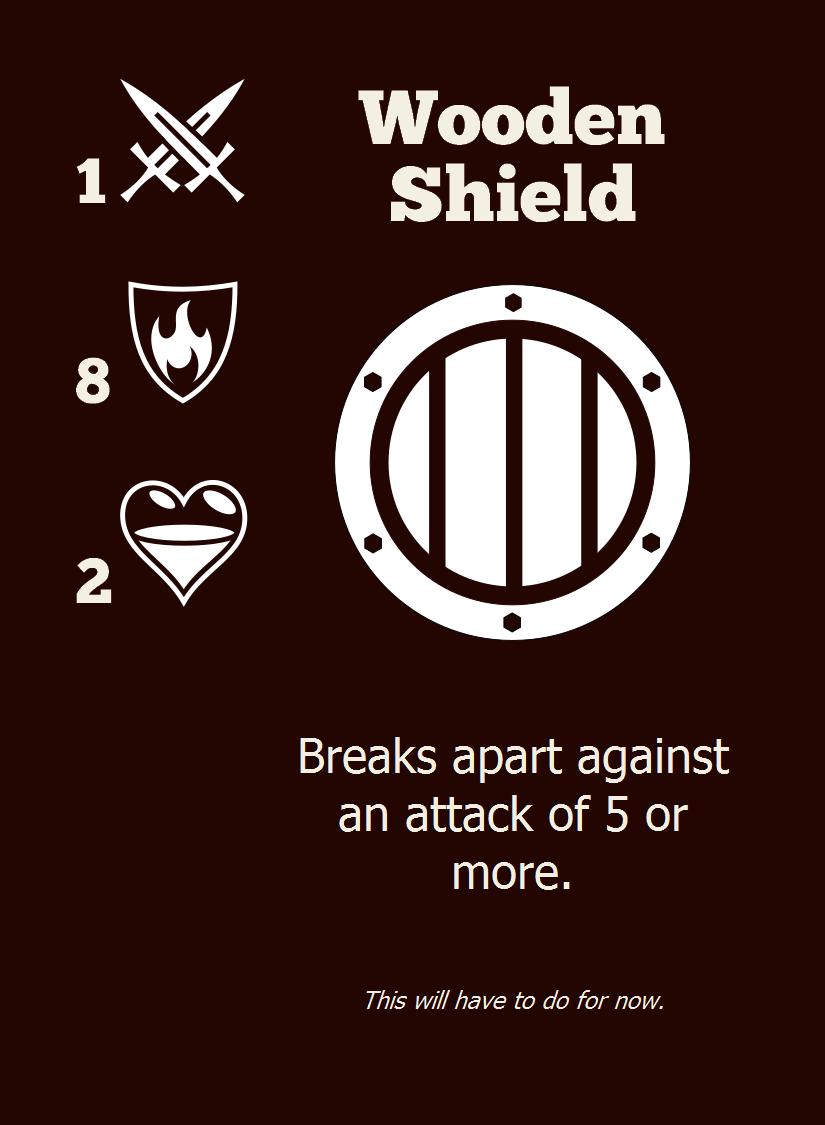 Wooden
Shield
1
8
2
Breaks apart against
an attack of 5 or
more.
This will have to do for now.